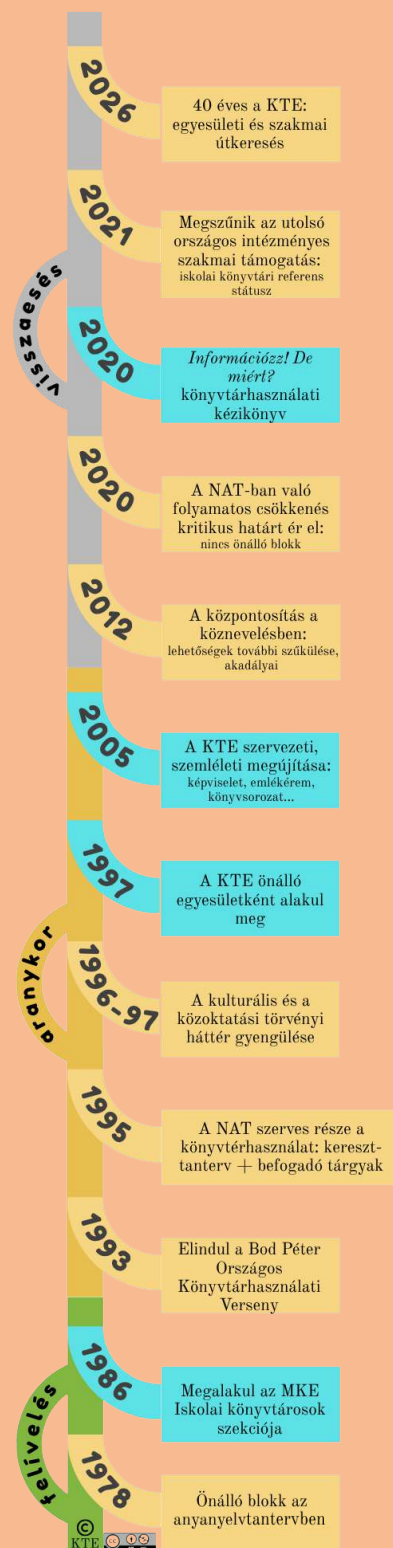 2026
40 éves a KTE:
egyesületi és szakmai
útkeresés
2021
Megszűnik az utolsó
országos intézményes
szakmai támogatás:
iskolai könyvtári referens
státusz
visszaesés
2020
Információzz! De
miért?
könyvtárhasználati
kézikönyv
2020
A NAT-ban való
folyamatos csökkenés
kritikus határt ér el:
nincs önálló blokk
2012
A központosítás a
köznevelésben:
lehetőségek további szűkülése,
akadályai
2005
A KTE szervezeti,
szemléleti megújítása:
képviselet, emlékérem,
könyvsorozat...
1997
A KTE önálló
egyesületként alakul
meg
aranykor
1996-97
A kulturális és a
közoktatási törvényi
háttér gyengülése
1995
A NAT szerves része a
könyvtérhasználat: kereszt-
tanterv + befogadó tárgyak
1993
Elindul a Bod Péter
Országos
Könyvtárhasználati
Verseny
1986
Megalakul az MKE
Iskolai könyvtárosok
szekciója
felívelés
1978
Önálló blokk az
anyanyelvtantervben
©
KTE